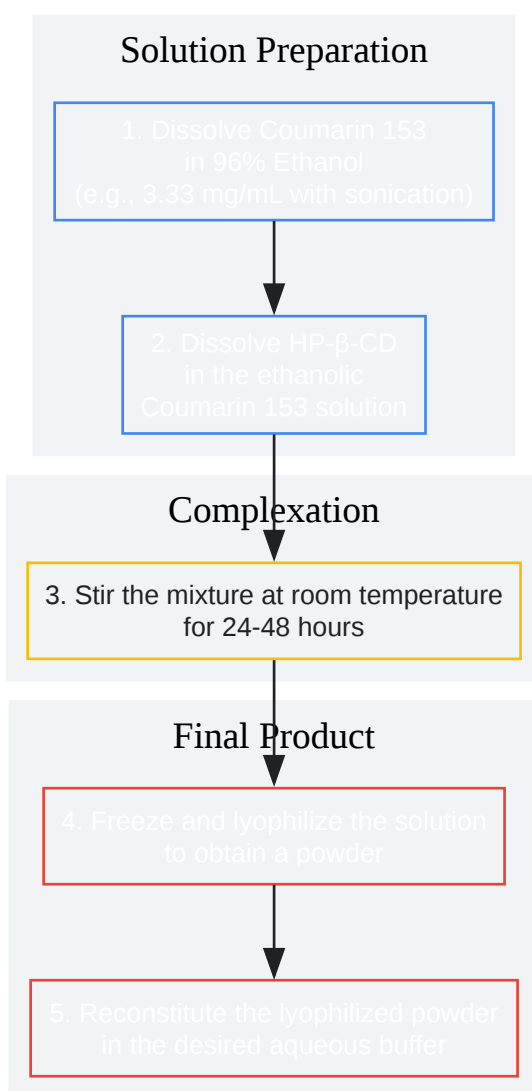 Solution Preparation
1. Dissolve Coumarin 153
in 96% Ethanol
(e.g., 3.33 mg/mL with sonication)
2. Dissolve HP-β-CD
in the ethanolic
Coumarin 153 solution
Complexation
3. Stir the mixture at room temperature
for 24-48 hours
Final Product
4. Freeze and lyophilize the solution
to obtain a powder
5. Reconstitute the lyophilized powder
in the desired aqueous buffer